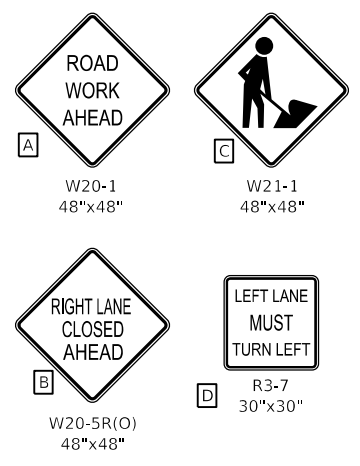 ROAD
WORK
AHEAD
A
W20-1
48"x48"
C
W21-1
48"x48"
RIGHT LANE
CLOSED
AHEAD
B
W20-5R(O)
48"x48"
LEFT LANE
MUST
TURN LEFT
D
R3-7
30"x30"